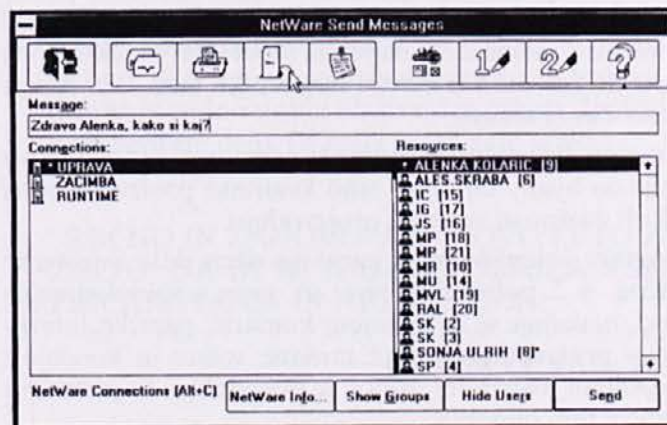 NetWare Send Messages
1 2 ?
Message:
Zdravo Alenka, kako si kaj?
Connections:
* UPRAVA
ZACIMBA
RUNTIME
Resources:
* ALENKA KOLARIC [9]
ALES.SKRABA [6]
IC [15]
IG [17]
JS [16]
MP [18]
MP [21]
MR [10]
MU [14]
MVL [19]
RAL [20]
SK [2]
SK [3]
SONJA ULRIH [8]*
SP [4]
NetWare Connections (Alt+C)
NetWare Info...
Show Groups
Hide Users
Send